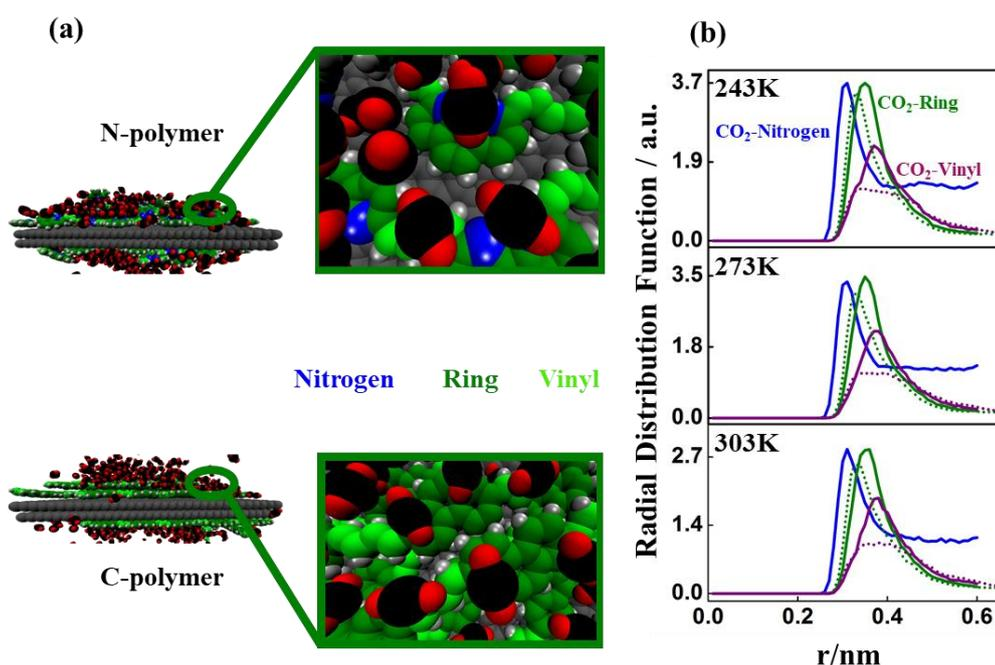 (a)
N-polymer
Nitrogen Ring Vinyl
C-polymer
(b)
Radial Distribution Function / a.u.
3.7
1.9
0.0
243K
CO₂-Ring
CO₂-Nitrogen
CO₂-Vinyl
3.5
1.8
0.0
273K
2.7
1.4
0.0
303K
0.0 0.2 0.4 0.6
r/nm